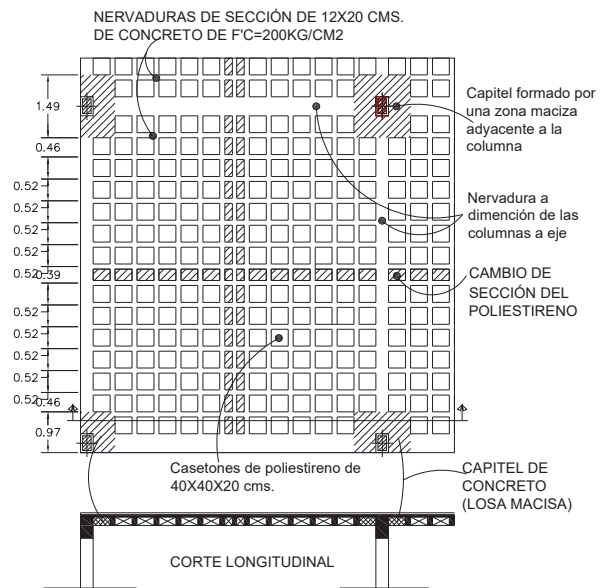 NERVADURAS DE SECCIÓN DE 12X20 CMS.
DE CONCRETO DE F'C=200KG/CM2
Capitel formado por
una zona maciza
adyacente a la
columna
Nervadura a
dimención de las
columnas a eje
CAMBIO DE
SECCIÓN DEL
POLIESTIRENO
1.49
0.46
0.52
0.52
0.52
0.52
0.52
0.39
0.52
0.52
0.52
0.52
0.52
0.46
0.97
Casetones de poliestireno de
40X40X20 cms.
CAPITEL DE
CONCRETO
(LOSA MACISA)
CORTE LONGITUDINAL